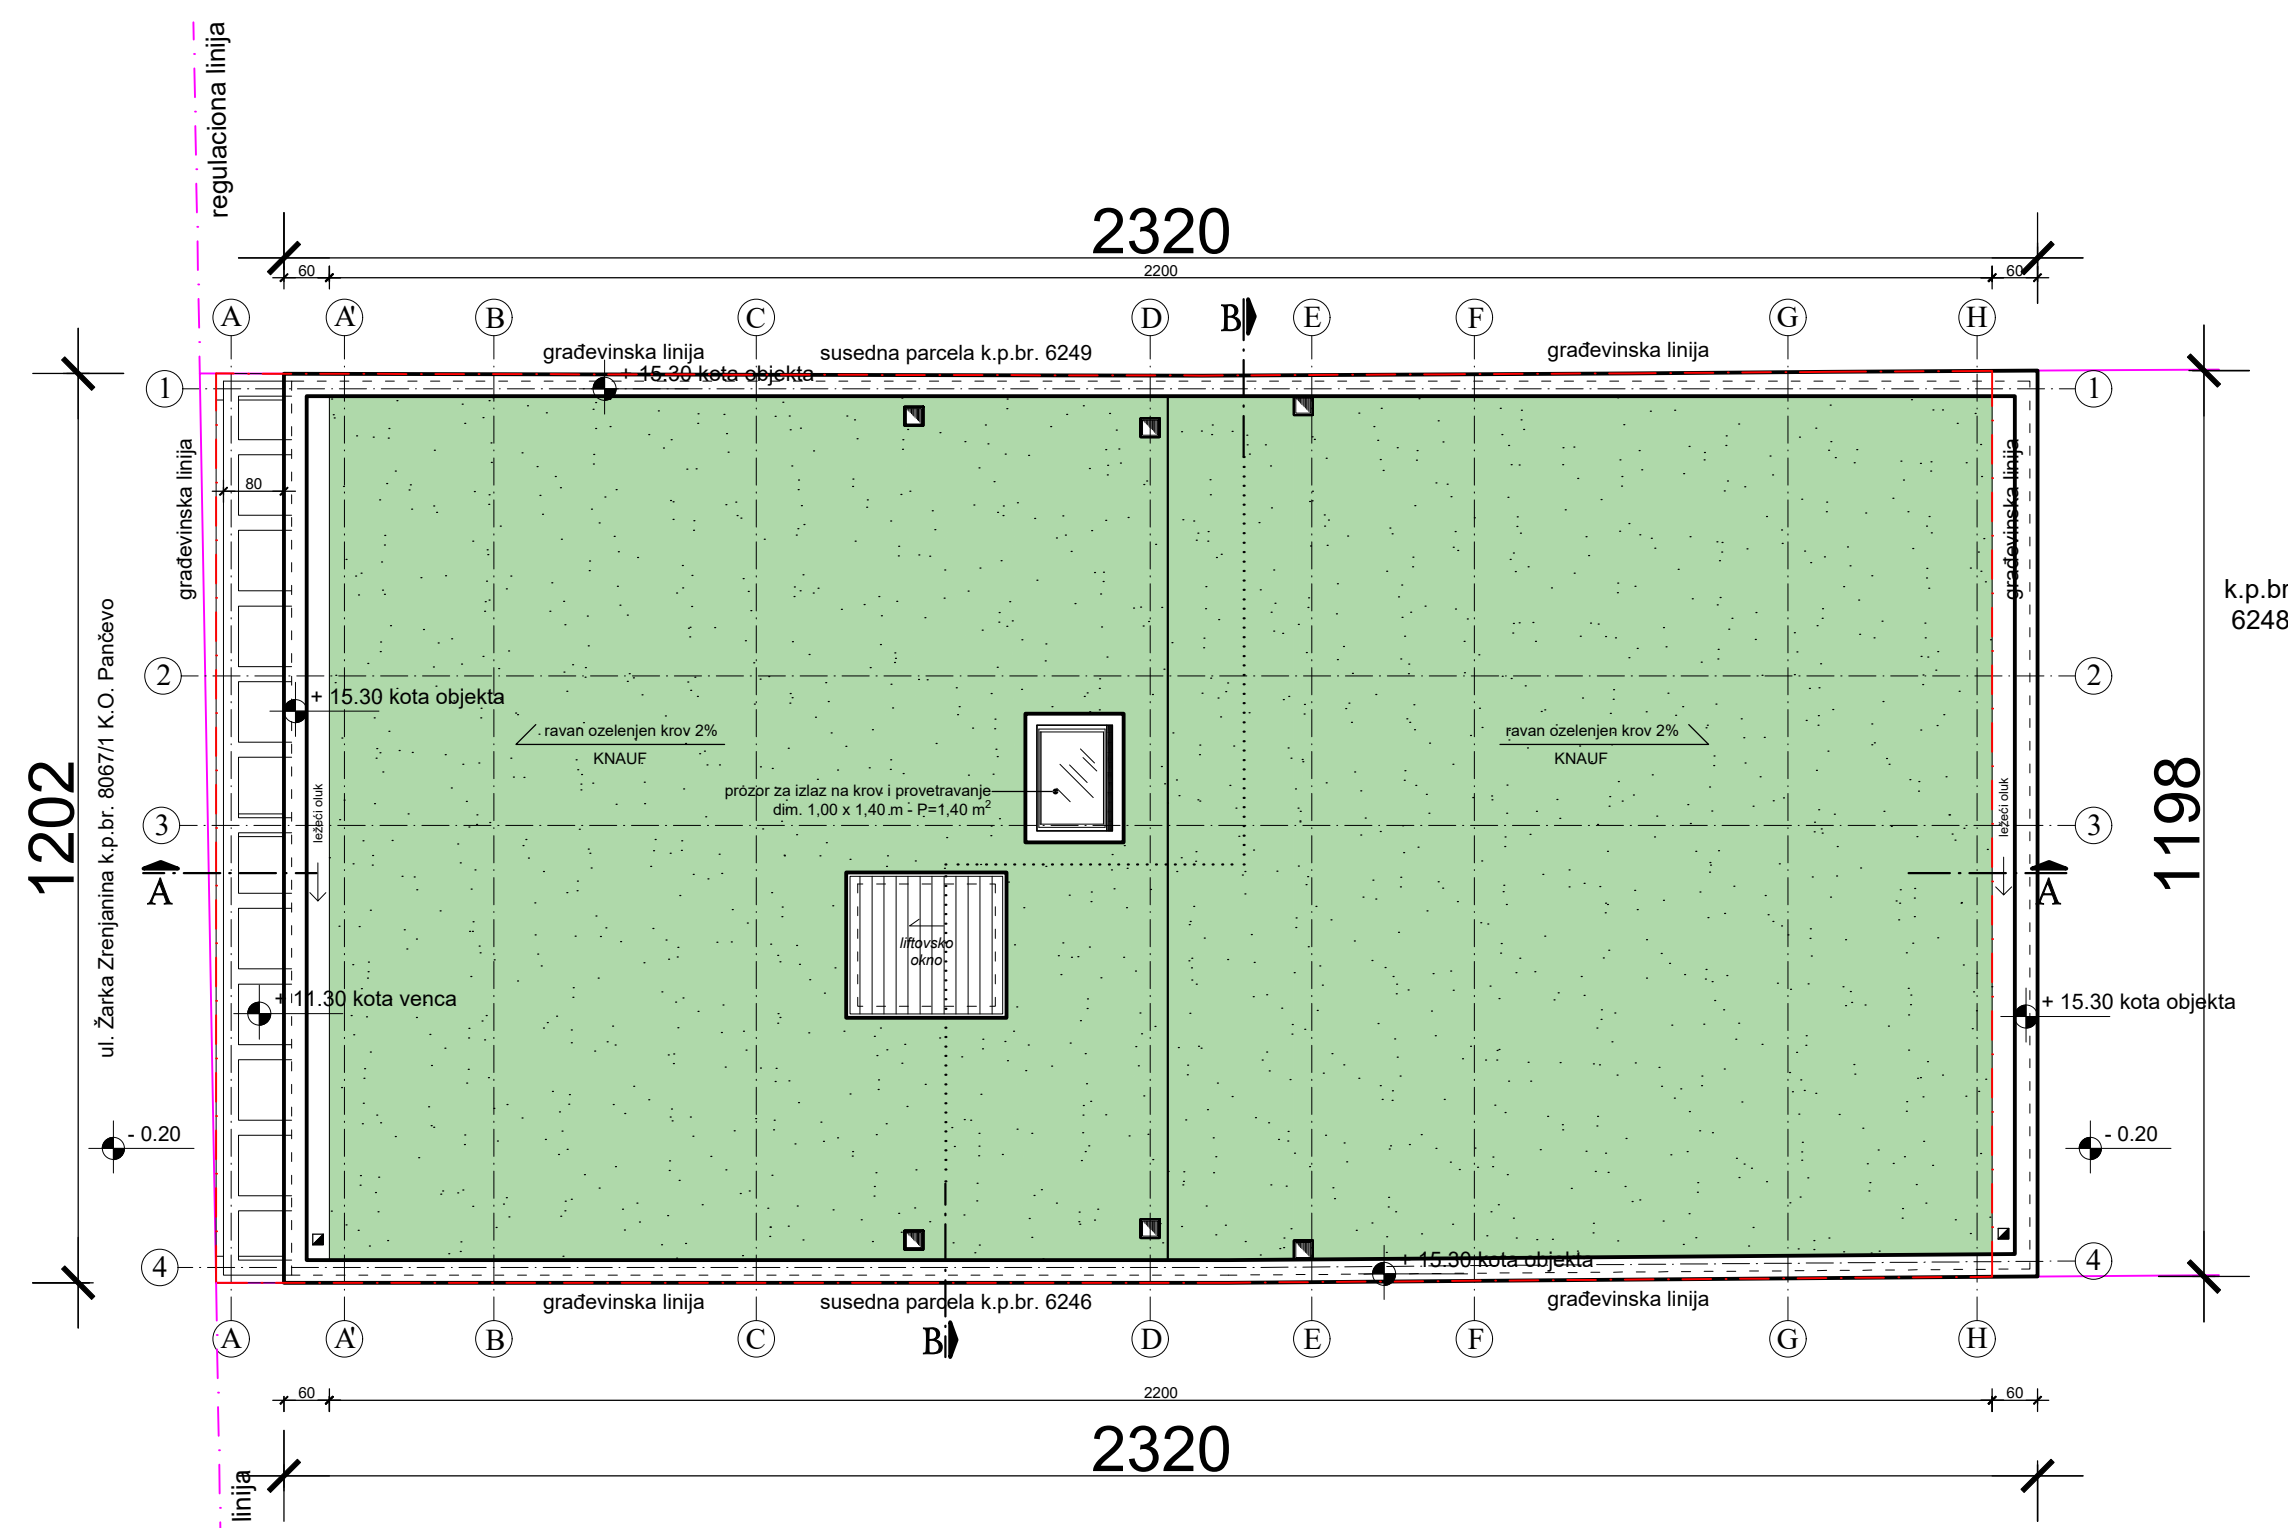 regulaciona linija
2320
60
2200
60
A
A'
B
C
D
B
E
F
G
H
građevinska linija
susedna parcela k.p.br. 6249
građevinska linija
+ 15.30 kota objekta
1
1
građevinska linija
80
građevinska linija
k.p.br
6248
ul. Žarka Zrenjanina k.p.br. 8067/1 K.O. Pančevo
2
2
+ 15.30 kota objekta
ravan ozelenjen krov 2%
KNAUF
ravan ozelenjen krov 2%
KNAUF
prozor za izlaz na krov i provetravanje
dim. 1,00 x 1,40 m - P=1,40 m²
ležeći oluk
ležeći oluk
1202
1198
3
3
A
A
liftovsko
okno
+ 11.30 kota venca
+ 15.30 kota objekta
- 0.20
- 0.20
4
4
+ 15.30 kota objekta
građevinska linija
susedna parcela k.p.br. 6246
građevinska linija
A
A'
B
C
B
D
E
F
G
H
60
2200
60
2320
linija